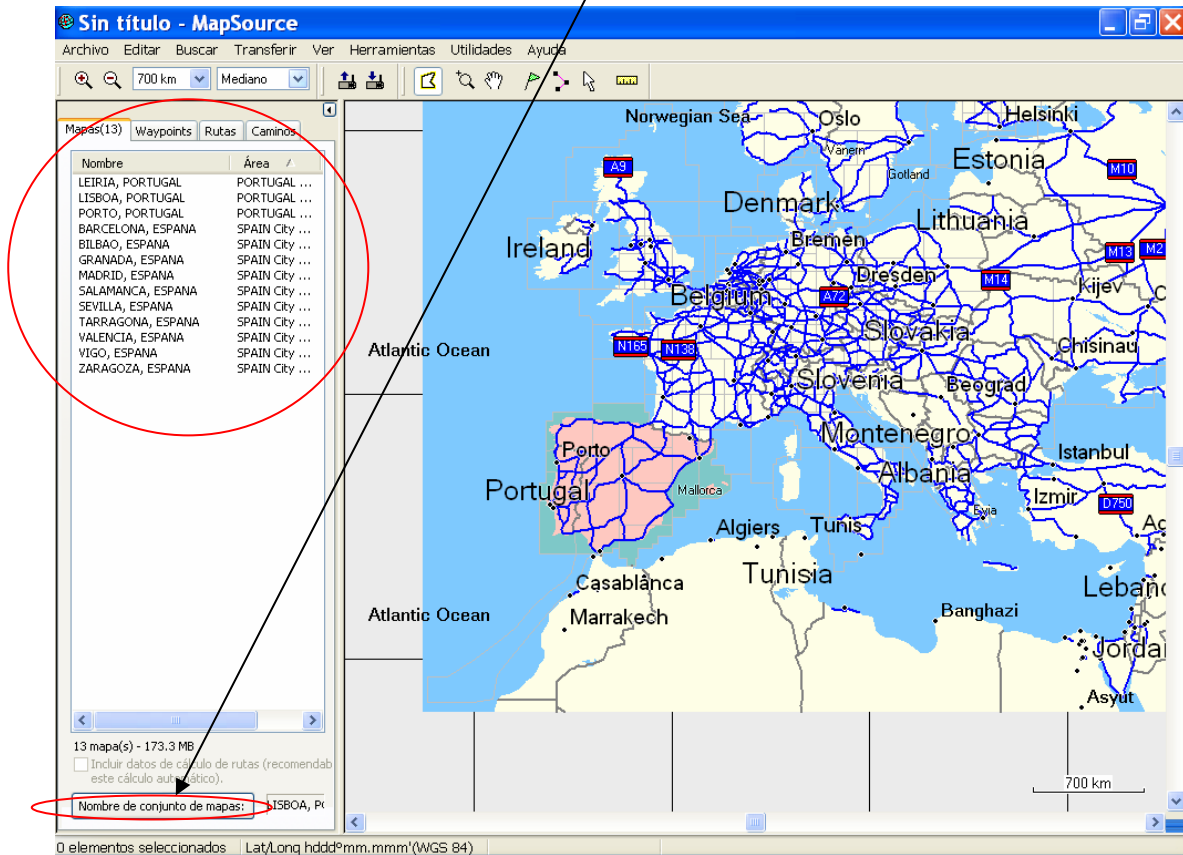 Sin título - MapSource
Archivo Editar Buscar Transferir Ver Herramientas Utilidades Ayuda
700 km Mediano
Mapas(13) Waypoints Rutas Caminos
Nombre Área
LEIRIA, PORTUGAL PORTUGAL ...
LISBOA, PORTUGAL PORTUGAL ...
PORTO, PORTUGAL PORTUGAL ...
BARCELONA, ESPANA SPAIN City ...
BILBAO, ESPANA SPAIN City ...
GRANADA, ESPANA SPAIN City ...
MADRID, ESPANA SPAIN City ...
SALAMANCA, ESPANA SPAIN City ...
SEVILLA, ESPANA SPAIN City ...
TARRAGONA, ESPANA SPAIN City ...
VALENCIA, ESPANA SPAIN City ...
VIGO, ESPANA SPAIN City ...
ZARAGOZA, ESPANA SPAIN City ...
13 mapa(s) - 173.3 MB
Incluir datos de cálculo de rutas (recomendab
este cálculo automático).
Nombre de conjunto de mapas: LISBOA, P
Norwegian Sea
Oslo
Helsinki
Vanern
Estonia
A9
M10
Gotland
Denmark
Lithuania
Ireland
Bremen
M13 M2
Dresden
M14
Kijev
Belgium
A72
Slovakia
Atlantic Ocean
N165 N138
Chisinau
Slovenia
Beograd
Montenegro
Porto
Istanbul
Albania
Portugal
Mallorca
Izmir
D750
Evia
Algiers
Tunis
Casablanca
Tunisia
Leban
Atlantic Ocean
Marrakech
Banghazi
Jordan
Asyut
700 km
0 elementos seleccionados Lat/Long hddd°mm.mmm'(WGS 84)